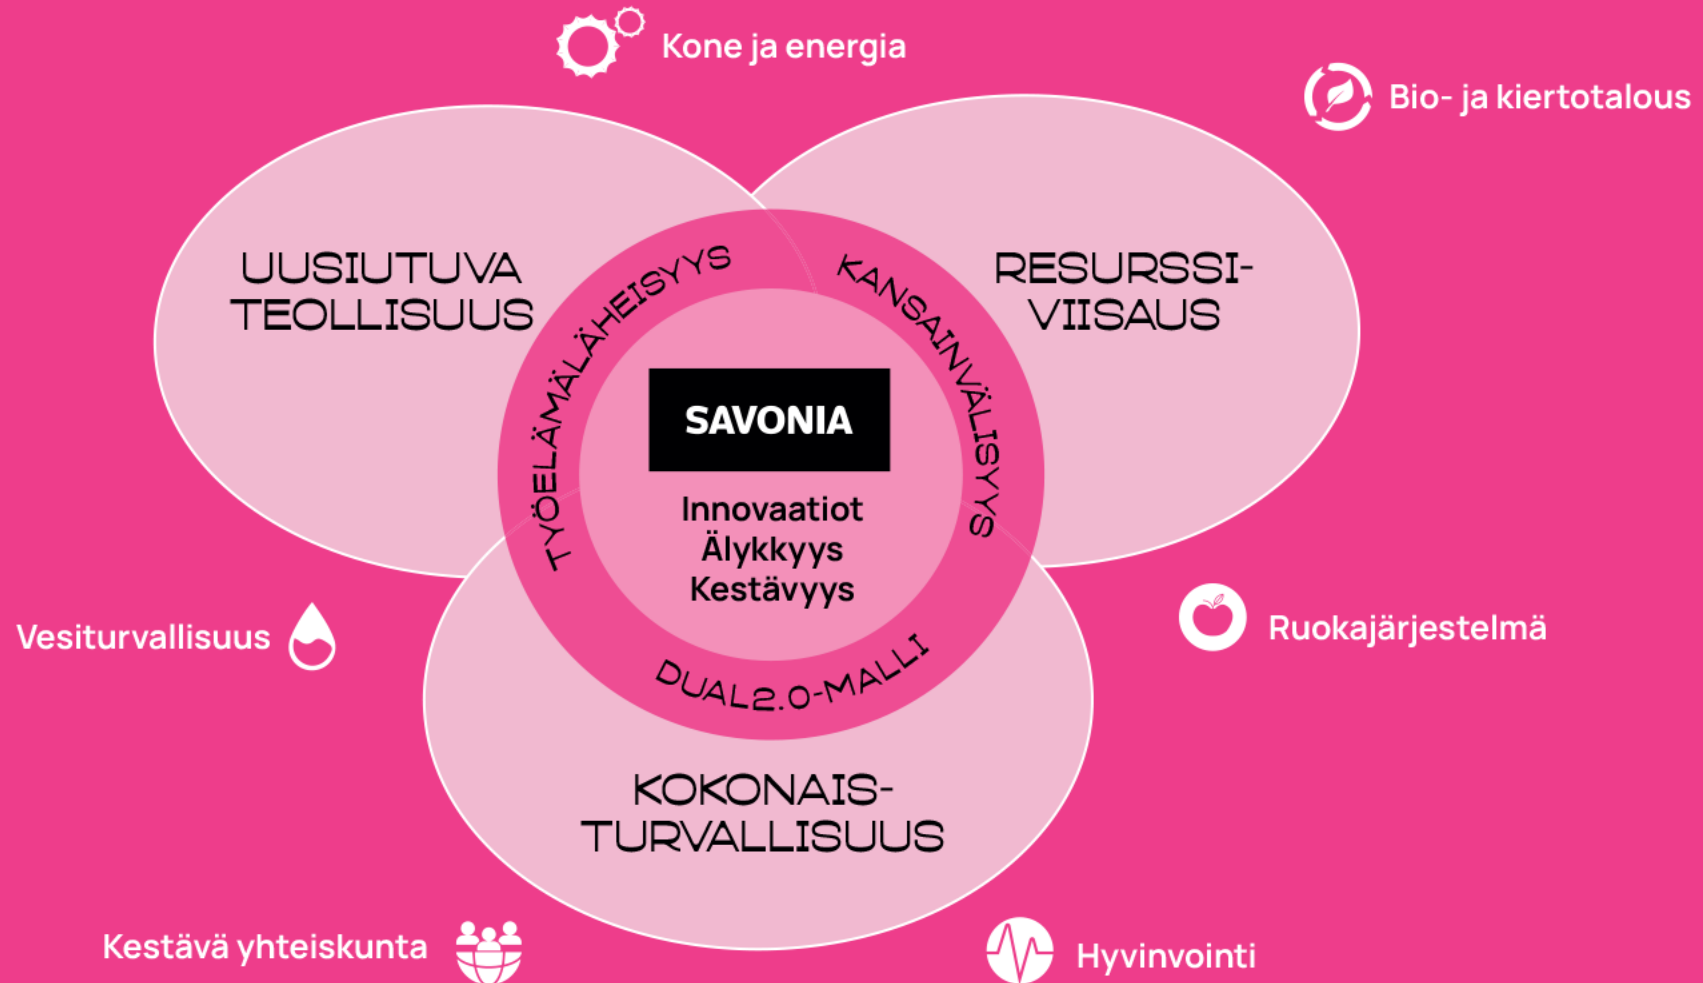 Kone ja energia
Bio- ja kiertotalous
UUSIUTUVA
TEOLLISUUS
RESURSSI-
VIISAUS
TYÖELÄMÄLÄHEISYYS
KANSAINVÄLISYYS
SAVONIA
Innovaatiot
Älykkyys
Kestävyys
DUAL2.0-MALLI
Vesiturvallisuus
Ruokajärjestelmä
KOKONAIS-
TURVALLISUUS
Kestävä yhteiskunta
Hyvinvointi